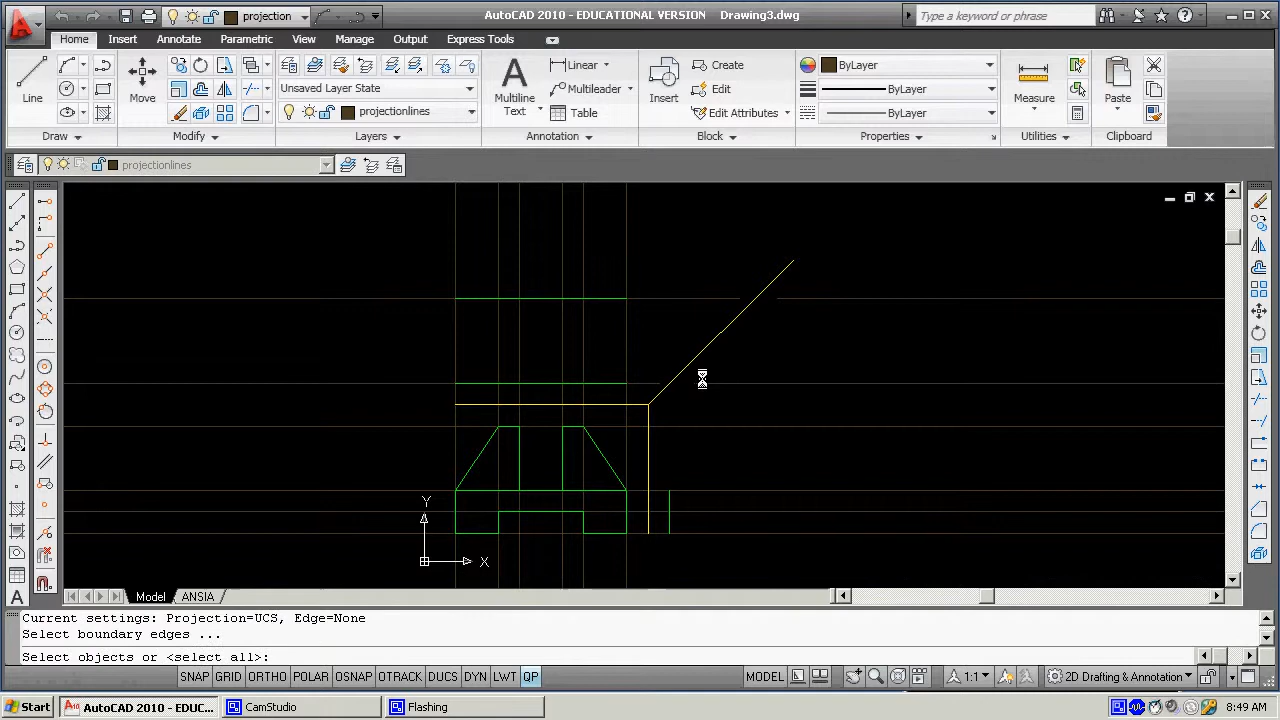 projection
AutoCAD 2010 - EDUCATIONAL VERSION Drawing3.dwg
Type a keyword or phrase
Home Insert Annotate Parametric View Manage Output Express Tools
Line
Move
Unsaved Layer State
projectionlines
Multiline Text
Linear
Multileader
Table
Insert
Create
Edit
Edit Attributes
ByLayer
ByLayer
ByLayer
Measure
Paste
Draw Modify Layers Annotation Block Properties Utilities Clipboard
projectionlines
Y
X
Model ANSIA
Current settings: Projection=UCS, Edge=None
Select boundary edges ...
Select objects or <select all>:
SNAP GRID ORTHO POLAR OSNAP OTRACK DUCS DYN LWT QP MODEL 1:1 2D Drafting & Annotation
Start AutoCAD 2010 - EDUC... CamStudio Flashing 8:49 AM